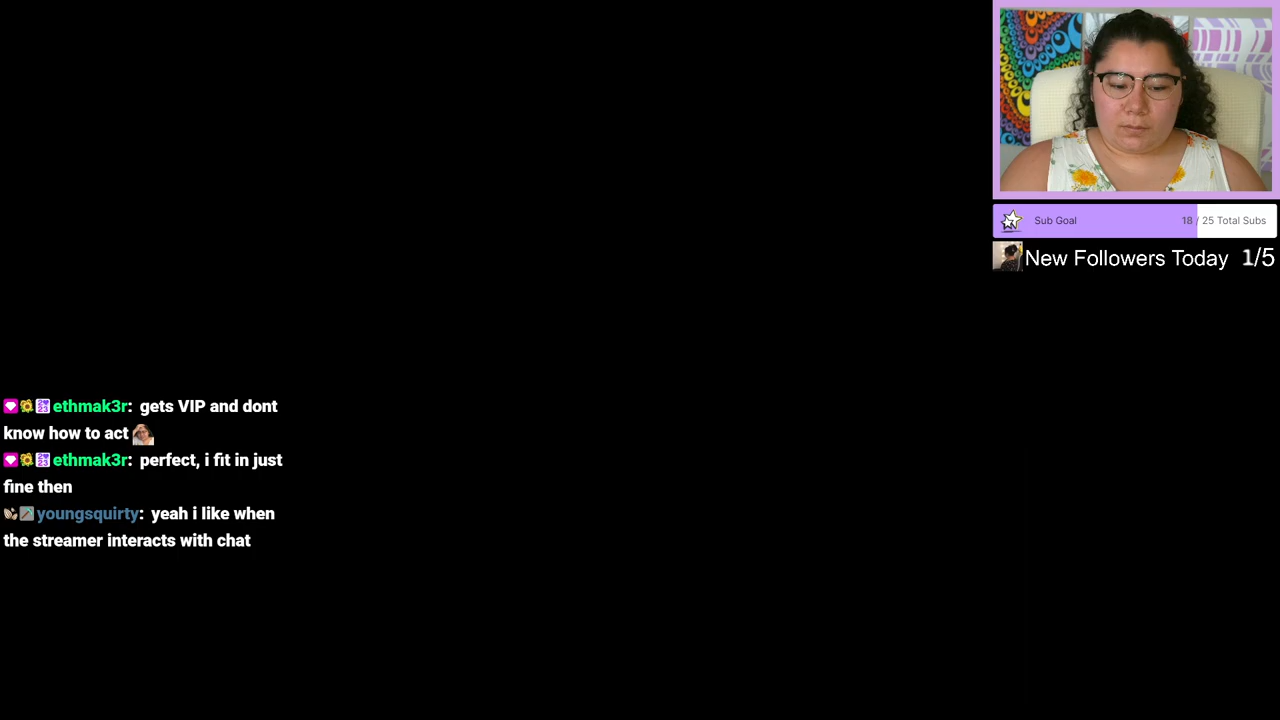 Sub Goal 18 / 25 Total Subs
New Followers Today 1/5
ethmak3r: gets VIP and dont
know how to act
ethmak3r: perfect, i fit in just
fine then
youngsquirty: yeah i like when
the streamer interacts with chat